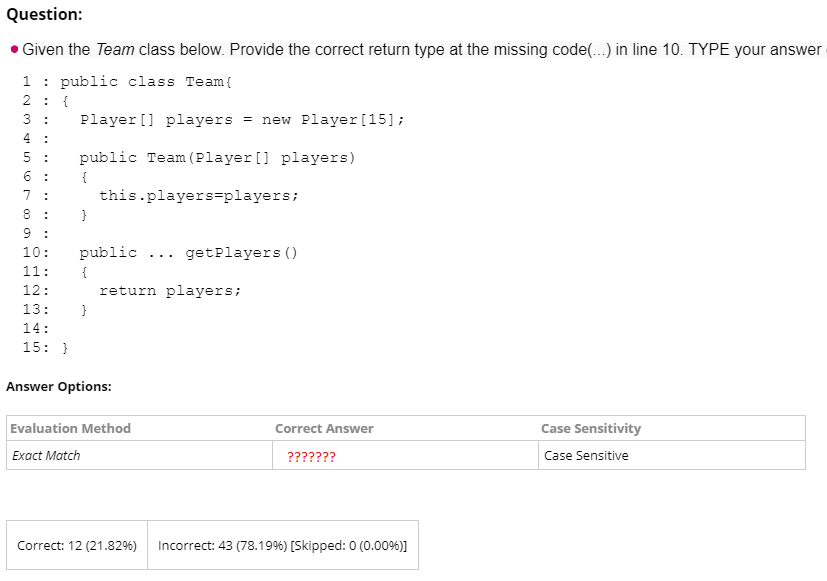 Question:
• Given the Team class below. Provide the correct return type at the missing code(...) in line 10. TYPE your answer
1 : public class Team{
2 : {
3 :   Player[] players = new Player[15];
4 :
5 :   public Team(Player[] players)
6 :   {
7 :     this.players=players;
8 :   }
9 :
10:   public ... getPlayers()
11:   {
12:     return players;
13:   }
14:
15: }
Answer Options:
Evaluation Method Correct Answer Case Sensitivity
Exact Match ??????? Case Sensitive
Correct: 12 (21.82%) Incorrect: 43 (78.19%) [Skipped: 0 (0.00%)]